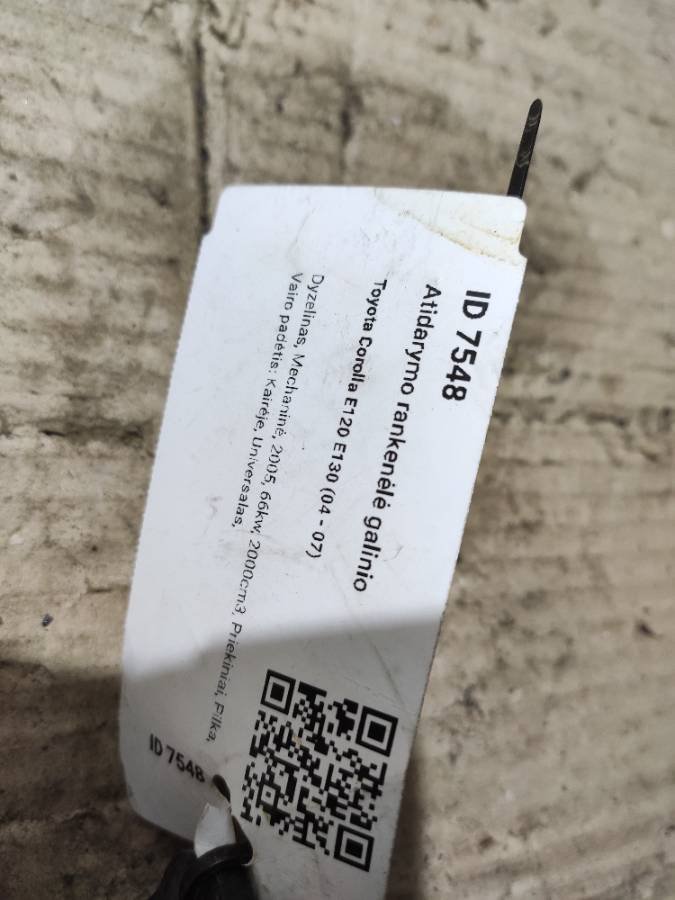 ID 7548
Atidarymo rankenėlė galinio
Toyota Corolla E120 E130 (04 - 07)
Dyzelinas, Mechaninė, 2005, 66kW, 2000cm3, Priekiniai, Pilka,
Vairo padėtis: Kairėje, Universalas,
ID 7548